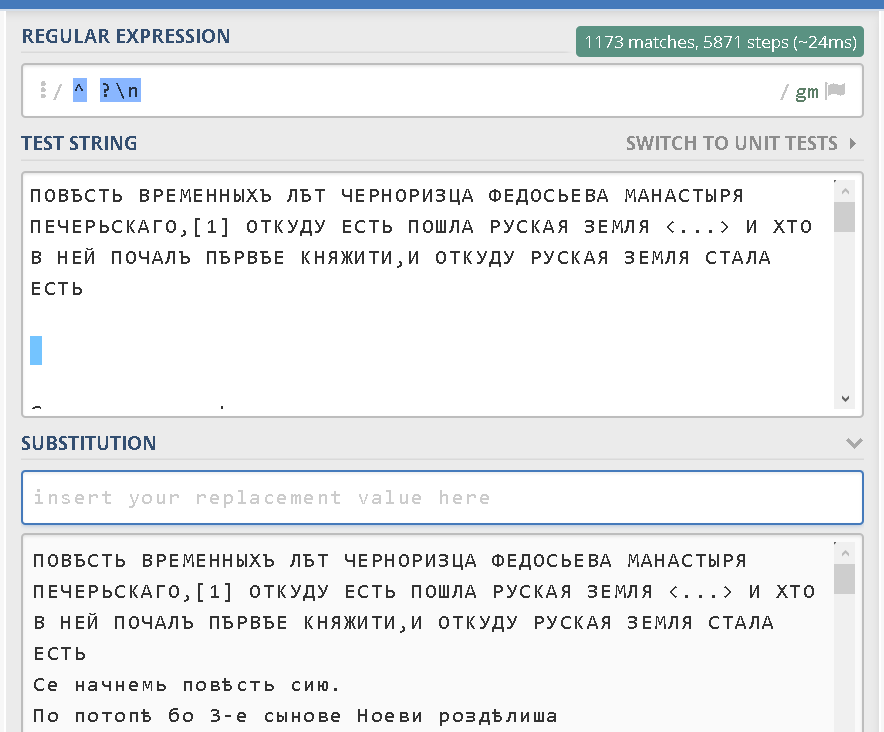 REGULAR EXPRESSION
1173 matches, 5871 steps (~24ms)
/ ^ ?\n / gm
TEST STRING
SWITCH TO UNIT TESTS
ПОВѢСТЬ ВРЕМЕННЫХЪ ЛѢТ ЧЕРНОРИЗЦА ФЕДОСЬЕВА МАНАСТЫРЯ
ПЕЧЕРЬСКАГО,[1] ОТКУДУ ЕСТЬ ПОШЛА РУСКАЯ ЗЕМЛЯ <...> И ХТО
В НЕЙ ПОЧАЛЪ ПѢРВѢЕ КНЯЖИТИ,И ОТКУДУ РУСКАЯ ЗЕМЛЯ СТАЛА
ЕСТЬ
SUBSTITUTION
insert your replacement value here
ПОВѢСТЬ ВРЕМЕННЫХЪ ЛѢТ ЧЕРНОРИЗЦА ФЕДОСЬЕВА МАНАСТЫРЯ
ПЕЧЕРЬСКАГО,[1] ОТКУДУ ЕСТЬ ПОШЛА РУСКАЯ ЗЕМЛЯ <...> И ХТО
В НЕЙ ПОЧАЛЪ ПѢРВѢЕ КНЯЖИТИ,И ОТКУДУ РУСКАЯ ЗЕМЛЯ СТАЛА
ЕСТЬ
Се начнемь повѣсть сию.
По потопѣ бо 3-е сынове Ноеви роздѣлиша